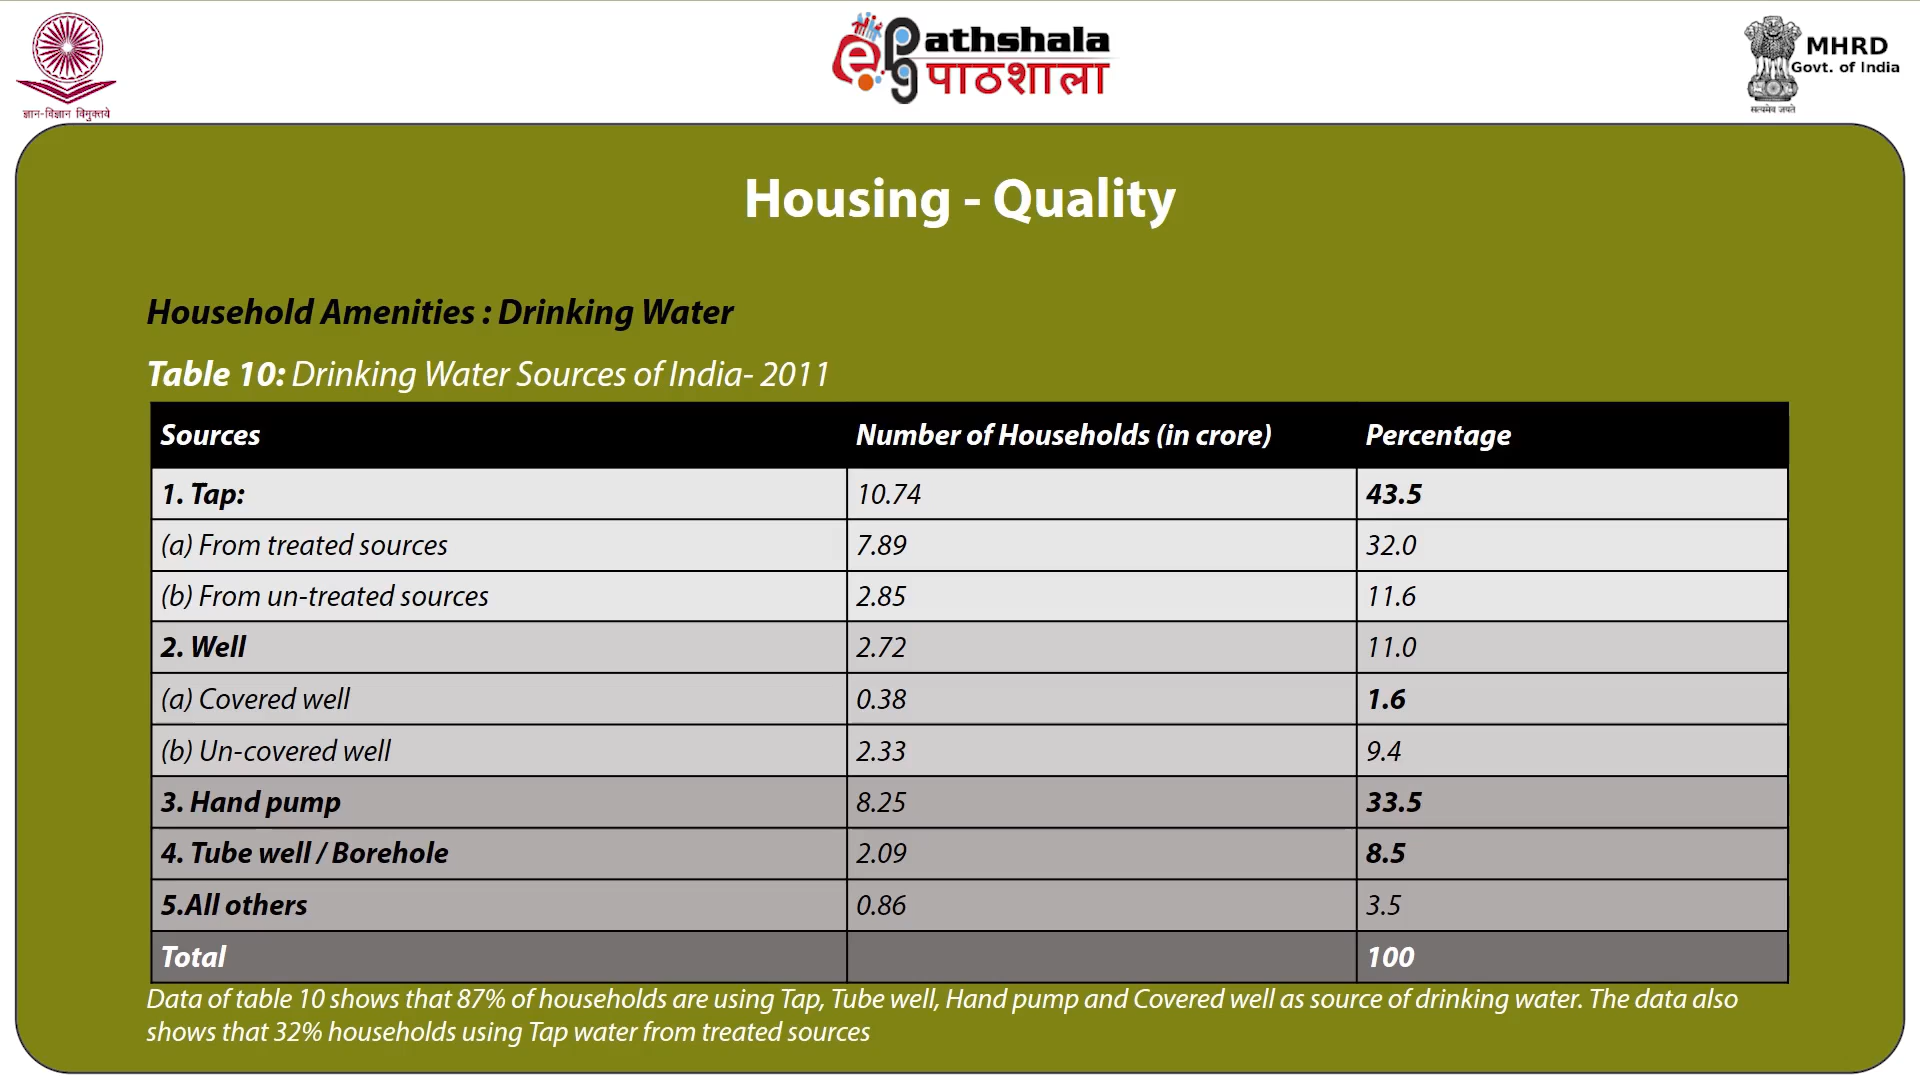 ज्ञान-विज्ञान विमुक्तये
ePGathshala
पाठशाला
MHRD
Govt. of India
सत्यमेव जयते
Housing - Quality
Household Amenities : Drinking Water
Table 10: Drinking Water Sources of India- 2011
Sources Number of Households (in crore) Percentage
1. Tap: 10.74 43.5
(a) From treated sources 7.89 32.0
(b) From un-treated sources 2.85 11.6
2. Well 2.72 11.0
(a) Covered well 0.38 1.6
(b) Un-covered well 2.33 9.4
3. Hand pump 8.25 33.5
4. Tube well / Borehole 2.09 8.5
5.All others 0.86 3.5
Total 100
Data of table 10 shows that 87% of households are using Tap, Tube well, Hand pump and Covered well as source of drinking water. The data also
shows that 32% households using Tap water from treated sources